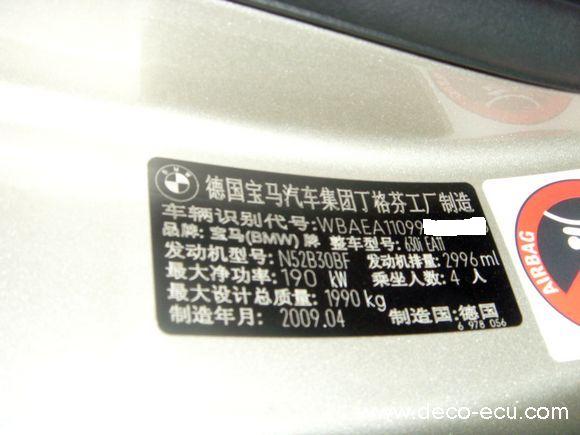 BMW
德国宝马汽车集团丁格芬工厂制造
车辆识别代号:WBAEA11099
品牌: 宝马(BMW) 牌 整车型号: 630i EA11
发动机型号: N52B30BF 发动机排量: 2996 ml
最大净功率: 190 kW 乘坐人数: 4 人
最大设计总质量: 1990 kg
制造年月: 2009.04 制造国: 德国
6 978 056
AIRBAG
www.deco-ecu.com